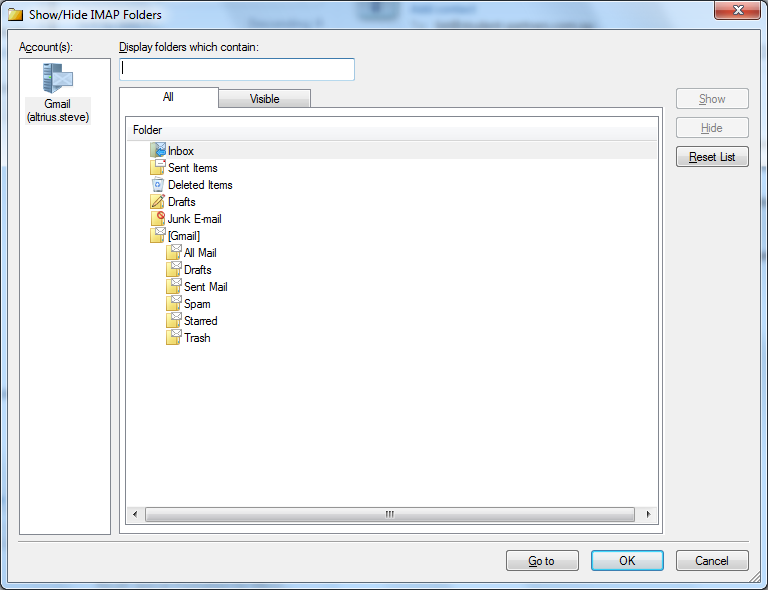 Show/Hide IMAP Folders
Account(s):
Display folders which contain:
Gmail
(altrius.steve)
All
Visible
Folder
Inbox
Sent Items
Deleted Items
Drafts
Junk E-mail
[Gmail]
All Mail
Drafts
Sent Mail
Spam
Starred
Trash
Show
Hide
Reset List
Go to
OK
Cancel